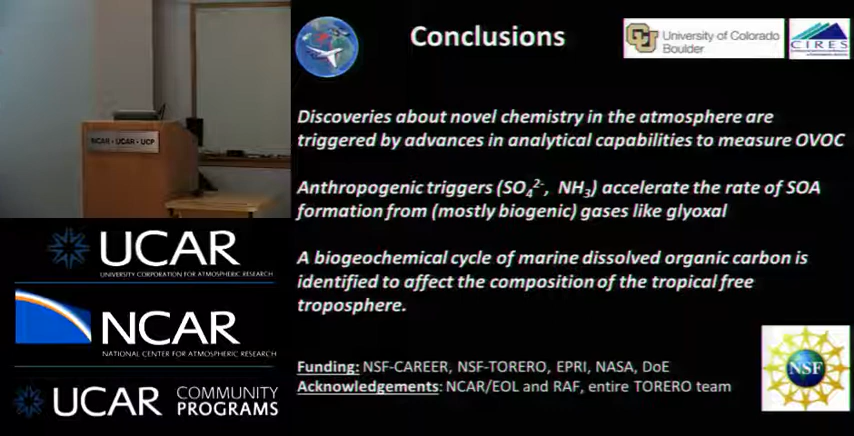 Conclusions
University of Colorado
Boulder
CIRES
Discoveries about novel chemistry in the atmosphere are
triggered by advances in analytical capabilities to measure OVOC
NCAR · UCAR · UCP
Anthropogenic triggers (SO₄²⁻, NH₃) accelerate the rate of SOA
formation from (mostly biogenic) gases like glyoxal
A biogeochemical cycle of marine dissolved organic carbon is
identified to affect the composition of the tropical free
troposphere.
Funding: NSF-CAREER, NSF-TORERO, EPRI, NASA, DoE
Acknowledgements: NCAR/EOL and RAF, entire TORERO team
NSF
UCAR
UNIVERSITY CORPORATION FOR ATMOSPHERIC RESEARCH
NCAR
NATIONAL CENTER FOR ATMOSPHERIC RESEARCH
UCAR
COMMUNITY
PROGRAMS